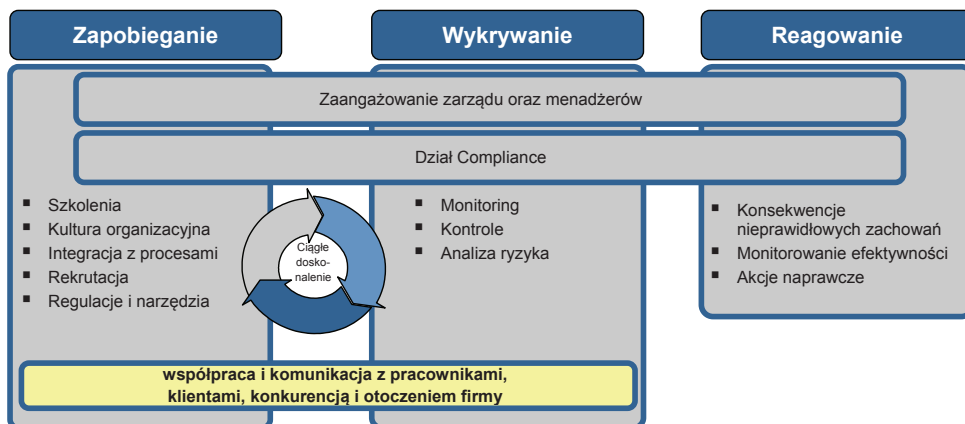 Zapobieganie
Wykrywanie
Reagowanie
Zaangażowanie zarządu oraz menadżerów
Dział Compliance
▪ Szkolenia
▪ Kultura organizacyjna
▪ Integracja z procesami
▪ Rekrutacja
▪ Regulacje i narzędzia
Ciągłe
dosko-
nalenie
▪ Monitoring
▪ Kontrole
▪ Analiza ryzyka
▪ Konsekwencje
nieprawidłowych zachowań
▪ Monitorowanie efektywności
▪ Akcje naprawcze
współpraca i komunikacja z pracownikami,
klientami, konkurencją i otoczeniem firmy